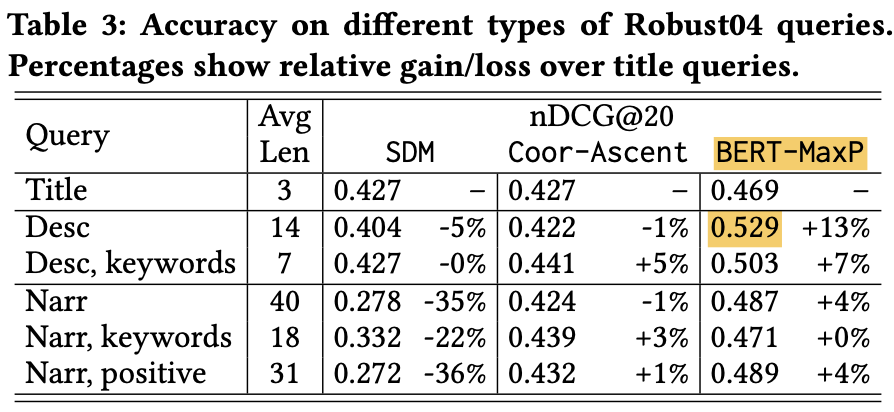 Table 3: Accuracy on different types of Robust04 queries.
Percentages show relative gain/loss over title queries.
Query Avg Len nDCG@20
SDM Coor-Ascent BERT-MaxP
Title 3 0.427 – 0.427 – 0.469 –
Desc 14 0.404 -5% 0.422 -1% 0.529 +13%
Desc, keywords 7 0.427 -0% 0.441 +5% 0.503 +7%
Narr 40 0.278 -35% 0.424 -1% 0.487 +4%
Narr, keywords 18 0.332 -22% 0.439 +3% 0.471 +0%
Narr, positive 31 0.272 -36% 0.432 +1% 0.489 +4%